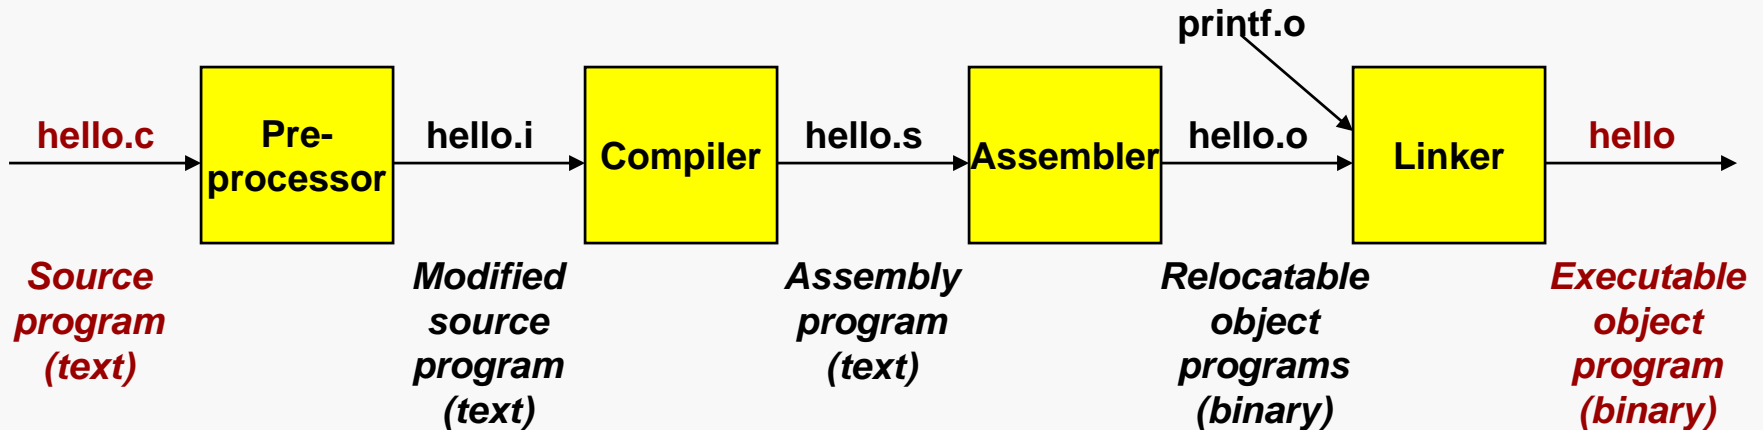 printf.o
hello.c
Pre-
processor
hello.i
Compiler
hello.s
Assembler
hello.o
Linker
hello
Source
program
(text)
Modified
source
program
(text)
Assembly
program
(text)
Relocatable
object
programs
(binary)
Executable
object
program
(binary)